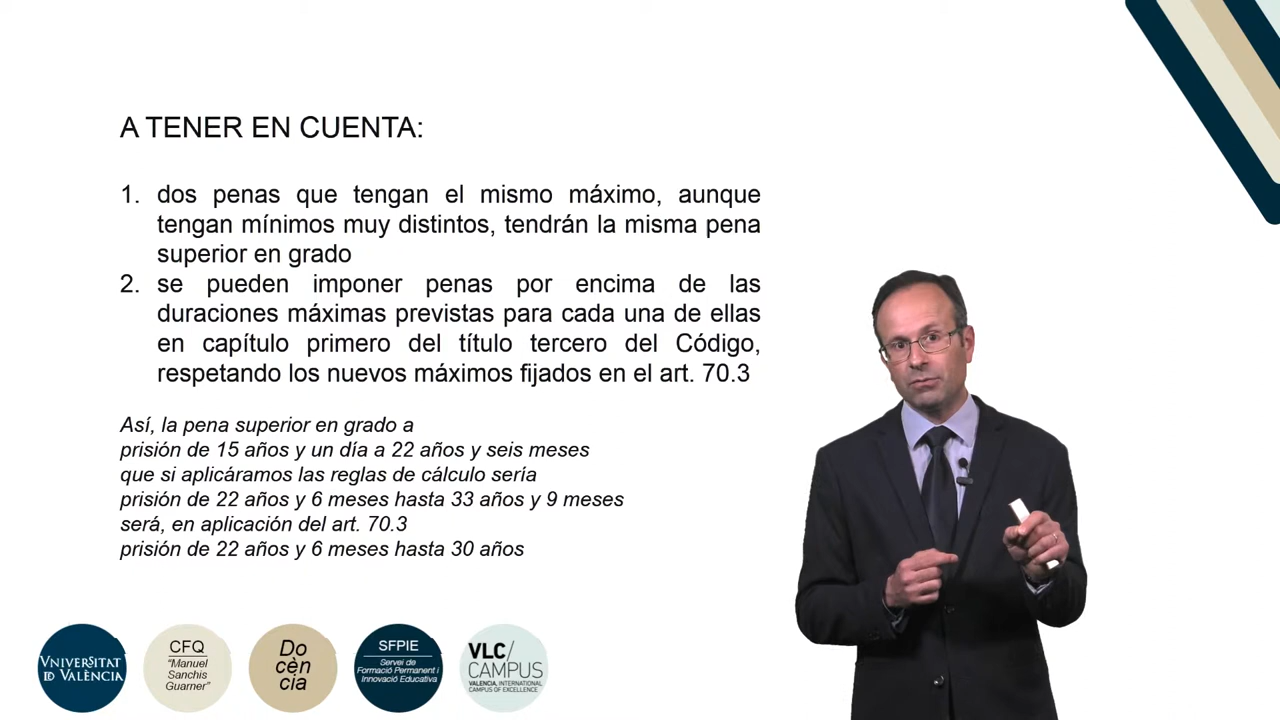 A TENER EN CUENTA:
1. dos penas que tengan el mismo máximo, aunque
tengan mínimos muy distintos, tendrán la misma pena
superior en grado
2. se pueden imponer penas por encima de las
duraciones máximas previstas para cada una de ellas
en capítulo primero del título tercero del Código,
respetando los nuevos máximos fijados en el art. 70.3
Así, la pena superior en grado a
prisión de 15 años y un día a 22 años y seis meses
que si aplicáramos las reglas de cálculo sería
prisión de 22 años y 6 meses hasta 33 años y 9 meses
será, en aplicación del art. 70.3
prisión de 22 años y 6 meses hasta 30 años
VNIVERSITAT
ID VALÈNCIA
CFQ
"Manuel
Sanchis
Guarner"
Do
cèn
cia
SFPIE
Servei de
Formació Permanent i
Innovació Educativa
VLC/
CAMPUS
VALENCIA, INTERNATIONAL
CAMPUS OF EXCELLENCE